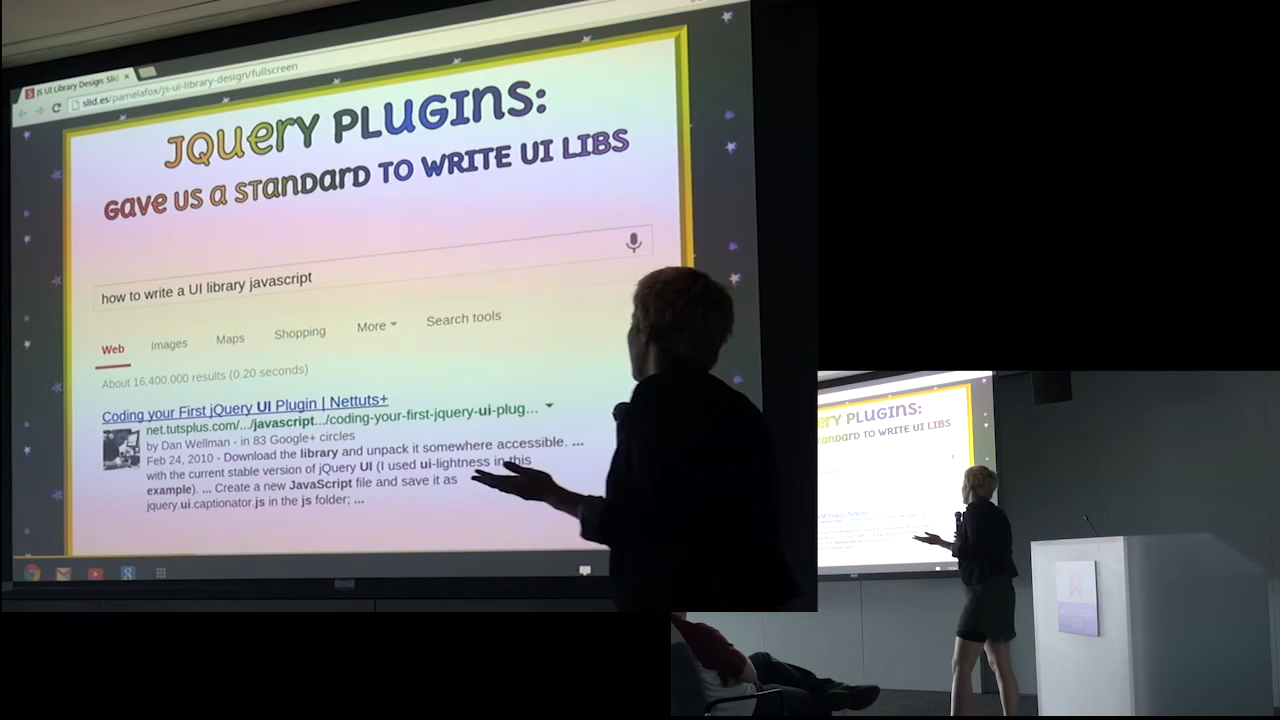 JS UI Library Design: Slid
slid.es/pamelafox/js-ui-library-design/fullscreen
JQUERY PLUGINS:
GAVE US A STANDARD TO WRITE UI LIBS
how to write a UI library javascript
Web Images Maps Shopping More Search tools
About 16,400,000 results (0.20 seconds)
Coding your First jQuery UI Plugin | Nettuts+
net.tutsplus.com/.../javascript.../coding-your-first-jquery-ui-plug...
by Dan Wellman - in 83 Google+ circles
Feb 24, 2010 - Download the library and unpack it somewhere accessible. ...
with the current stable version of jQuery UI (I used ui-lightness in this
example). ... Create a new JavaScript file and save it as
jquery.ui.captionator.js in the js folder; ...
ERY PLUGINS:
STANDARD TO WRITE UI LIBS